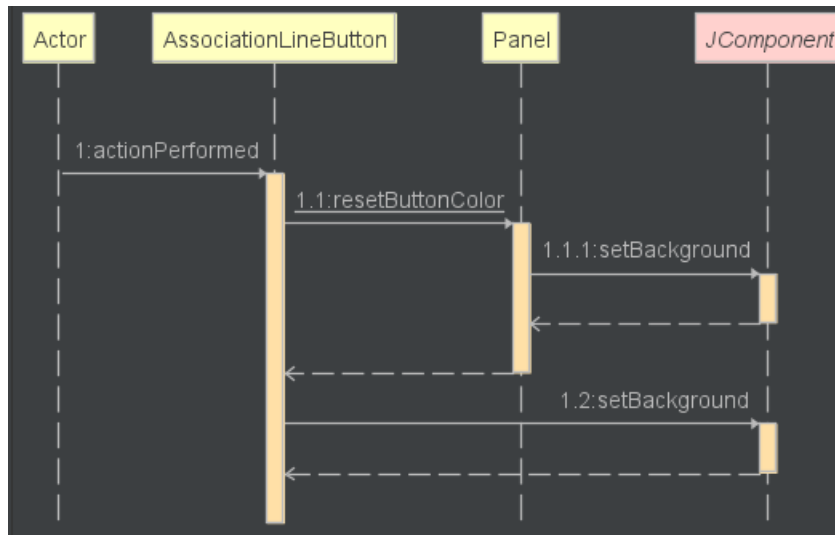 Actor
AssociationLineButton
Panel
JComponent
1:actionPerformed
1.1:resetButtonColor
1.1.1:setBackground
1.2:setBackground